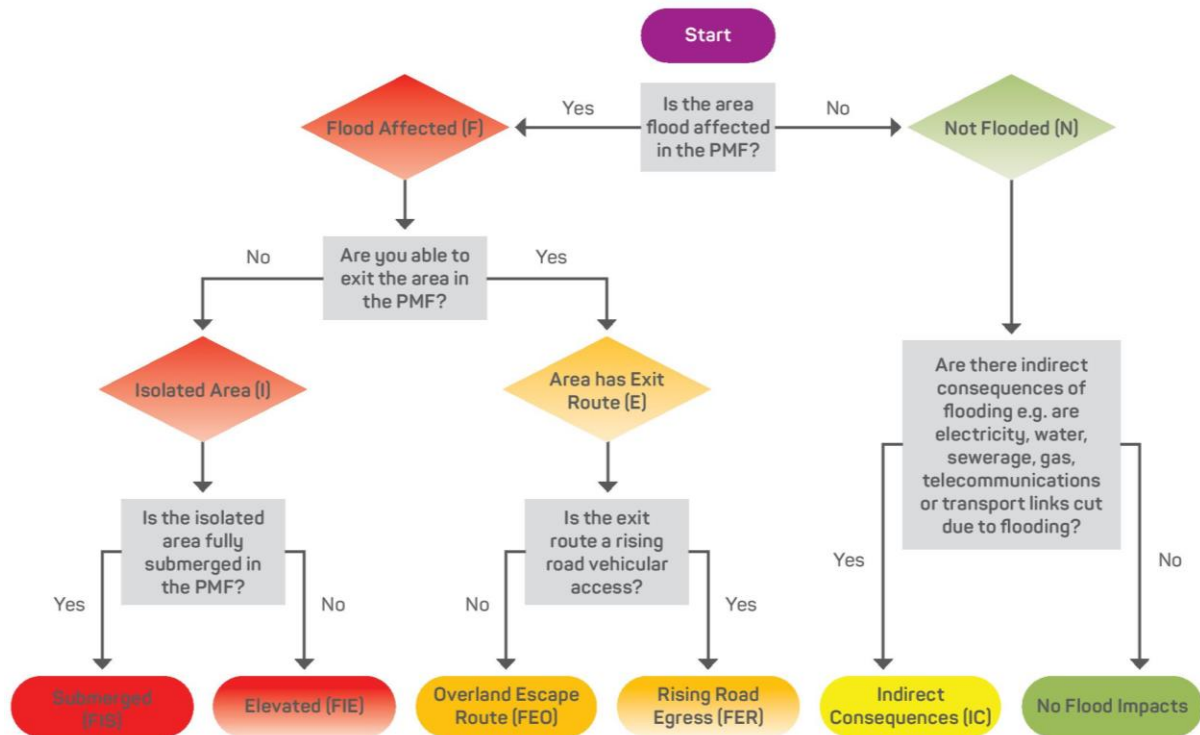 Start
Yes
Is the area
flood affected
in the PMF?
No
Flood Affected (F)
Not Flooded (N)
No
Are you able to
exit the area in
the PMF?
Yes
Isolated Area (I)
Area has Exit
Route (E)
Are there indirect
consequences of
flooding e.g. are
electricity, water,
sewerage, gas,
telecommunications
or transport links cut
due to flooding?
Is the isolated
area fully
submerged in
the PMF?
Is the exit
route a rising
road vehicular
access?
Yes
No
No
Yes
Yes
No
Submerged
(FIS)
Elevated (FIE)
Overland Escape
Route (FEO)
Rising Road
Egress (FER)
Indirect
Consequences (IC)
No Flood Impacts